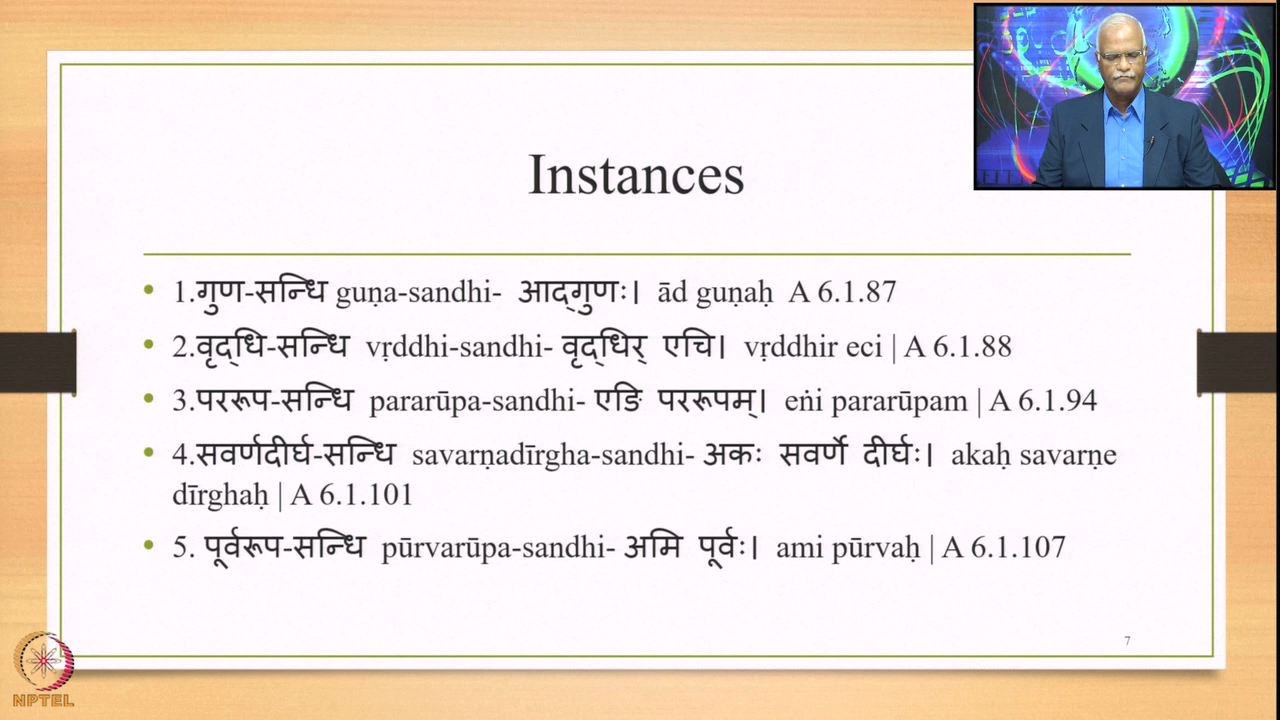 Instances
• 1.गुण-सन्धि guṇa-sandhi- आद्‌गुणः। ād guṇaḥ A 6.1.87
• 2.वृद्‌धि-सन्धि vṛddhi-sandhi- वृद्‌धिर् एचि। vṛddhir eci | A 6.1.88
• 3.पररूप-सन्धि pararūpa-sandhi- एङि पररूपम्। eṅi pararūpam | A 6.1.94
• 4.सवर्णदीर्घ-सन्धि savarṇadīrgha-sandhi- अकः सवर्णे दीर्घः। akaḥ savarṇe
dīrghaḥ | A 6.1.101
• 5. पूर्वरूप-सन्धि pūrvarūpa-sandhi- अमि पूर्वः। ami pūrvaḥ | A 6.1.107
7
NPTEL